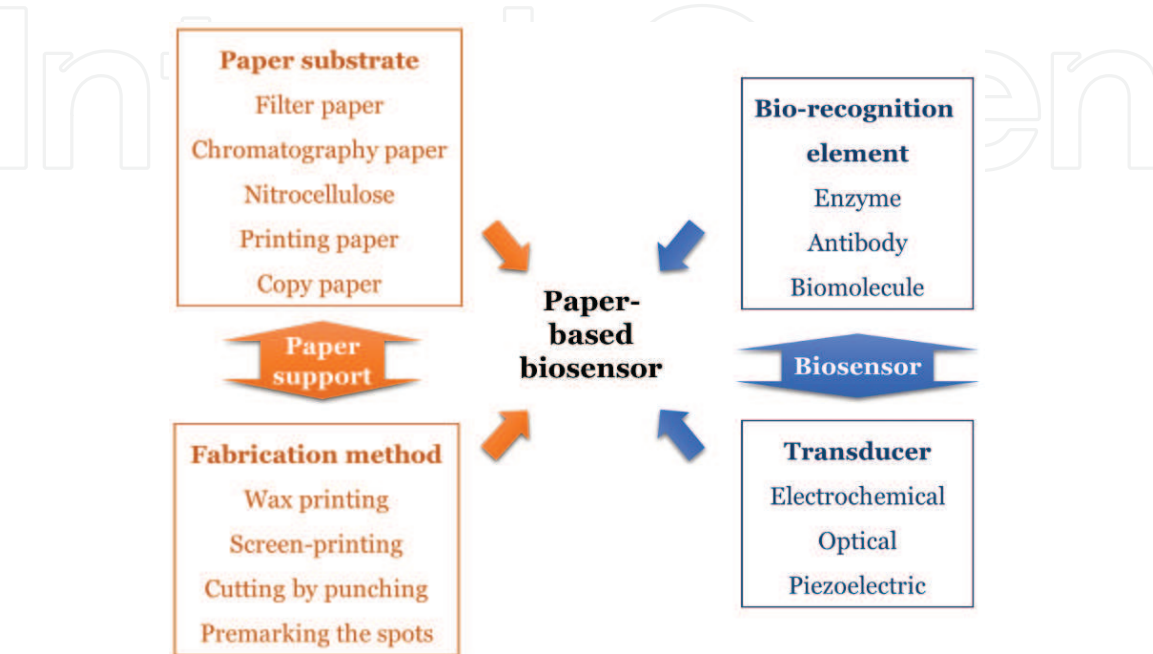 Paper substrate
Filter paper
Chromatography paper
Nitrocellulose
Printing paper
Copy paper
Paper
support
Fabrication method
Wax printing
Screen-printing
Cutting by punching
Premarking the spots
Paper-
based
biosensor
Bio-recognition
element
Enzyme
Antibody
Biomolecule
Biosensor
Transducer
Electrochemical
Optical
Piezoelectric